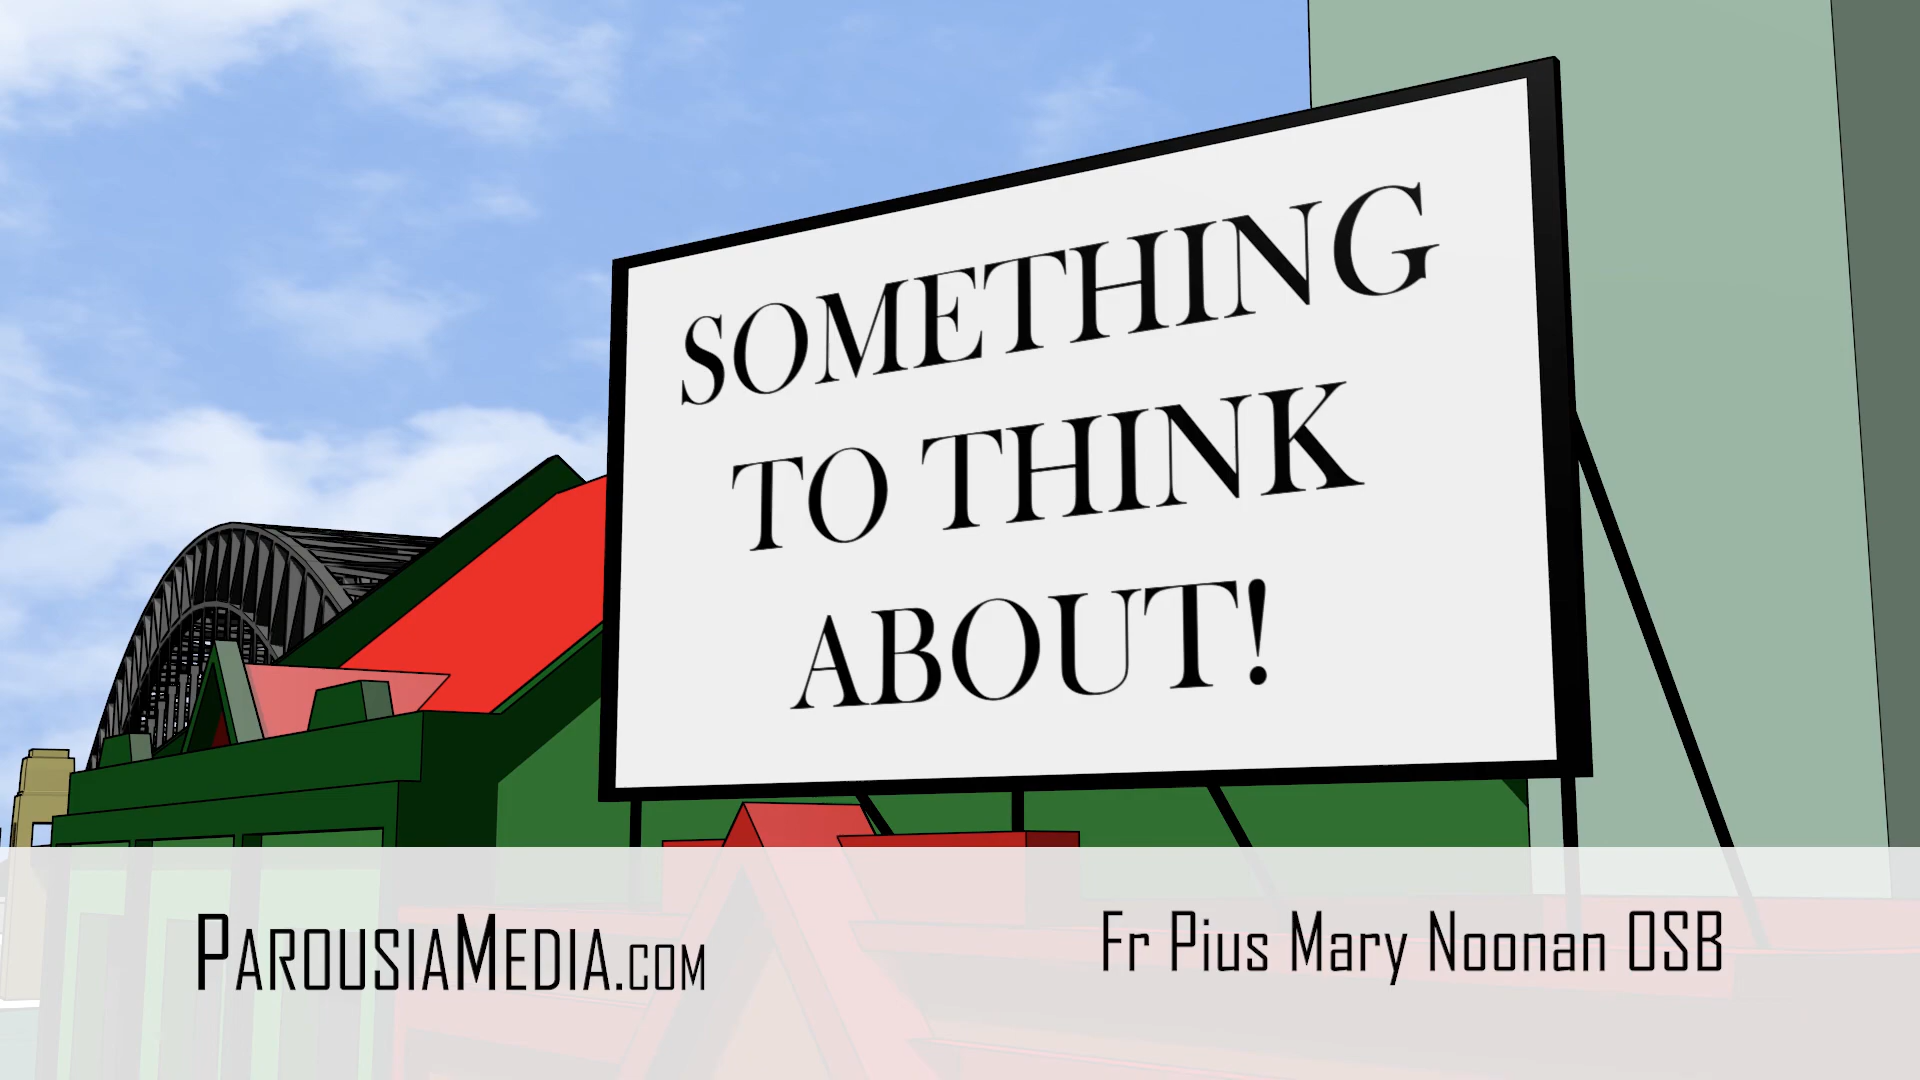 SOMETHING
TO THINK
ABOUT!
PAROUSIAMEDIA.COM
Fr Pius Mary Noonan OSB